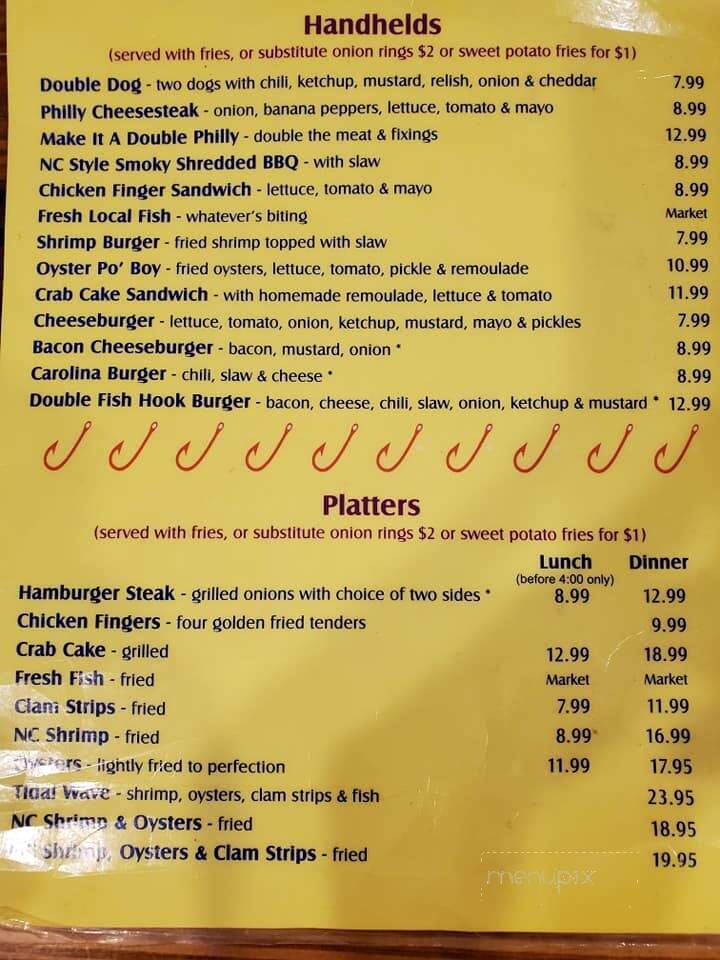 Handhelds
(served with fries, or substitute onion rings $2 or sweet potato fries for $1)
Double Dog - two dogs with chili, ketchup, mustard, relish, onion & cheddar 7.99
Philly Cheesesteak - onion, banana peppers, lettuce, tomato & mayo 8.99
Make It A Double Philly - double the meat & fixings 12.99
NC Style Smoky Shredded BBQ - with slaw 8.99
Chicken Finger Sandwich - lettuce, tomato & mayo 8.99
Fresh Local Fish - whatever's biting Market
Shrimp Burger - fried shrimp topped with slaw 7.99
Oyster Po' Boy - fried oysters, lettuce, tomato, pickle & remoulade 10.99
Crab Cake Sandwich - with homemade remoulade, lettuce & tomato 11.99
Cheeseburger - lettuce, tomato, onion, ketchup, mustard, mayo & pickles 7.99
Bacon Cheeseburger - bacon, mustard, onion * 8.99
Carolina Burger - chili, slaw & cheese * 8.99
Double Fish Hook Burger - bacon, cheese, chili, slaw, onion, ketchup & mustard * 12.99
Platters
(served with fries, or substitute onion rings $2 or sweet potato fries for $1)
Lunch Dinner
(before 4:00 only)
Hamburger Steak - grilled onions with choice of two sides * 8.99 12.99
Chicken Fingers - four golden fried tenders 9.99
Crab Cake - grilled 12.99 18.99
Fresh Fish - fried Market Market
Clam Strips - fried 7.99 11.99
NC Shrimp - fried 8.99 16.99
Oysters - lightly fried to perfection 11.99 17.95
Tidal Wave - shrimp, oysters, clam strips & fish 23.95
NC Shrimp & Oysters - fried 18.95
Shrimp, Oysters & Clam Strips - fried 19.95
menupix